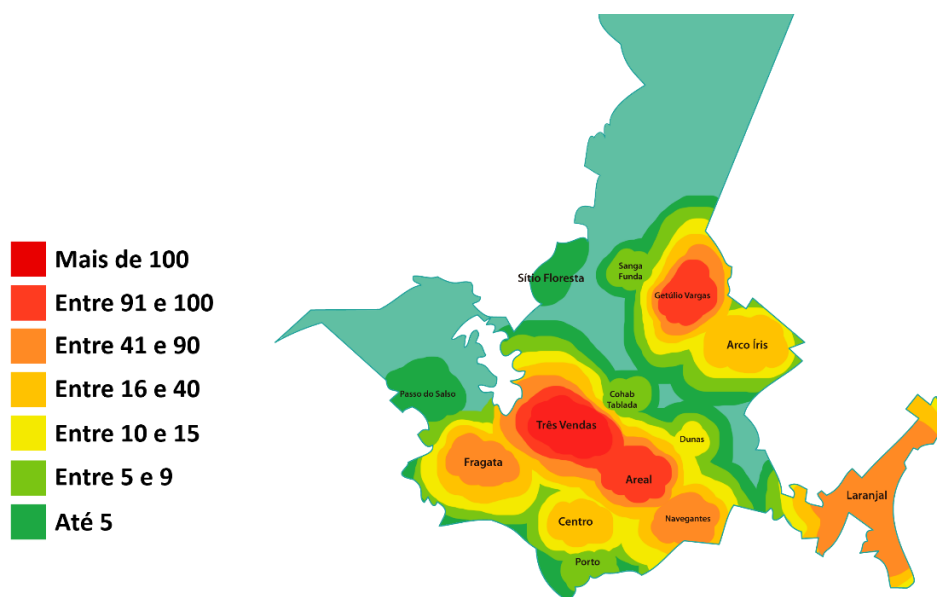 Mais de 100
Entre 91 e 100
Entre 41 e 90
Entre 16 e 40
Entre 10 e 15
Entre 5 e 9
Até 5
Sítio Floresta
Sanga
Funda
Getúlio Vargas
Arco Íris
Passo do Salso
Cohab
Tablada
Três Vendas
Dunas
Fragata
Areal
Laranjal
Centro
Navegantes
Porto